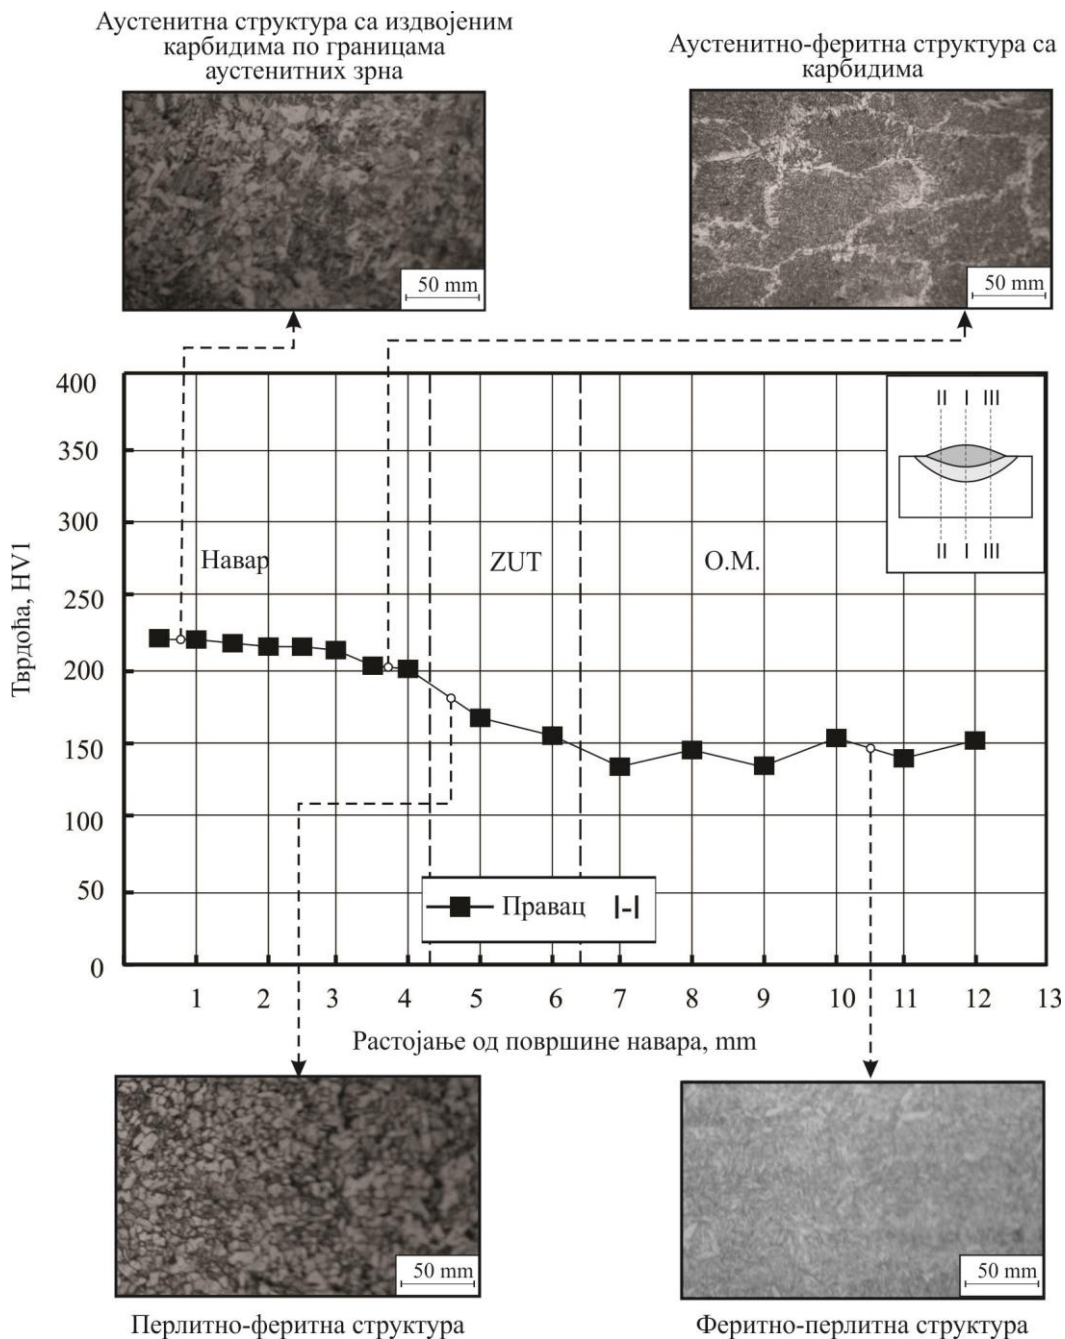 Аустенитна структура са издвојеним
карбидима по границама
аустенитних зрна
Аустенитно-феритна структура са
карбидима
50 mm
50 mm
400
350
300
250
200
150
100
50
0
Тврдоћа, HV1
Навар
ZUT
О.М.
II I III
II I III
Правац I-I
1 2 3 4 5 6 7 8 9 10 11 12 13
Растојање од површине навара, mm
50 mm
50 mm
Перлитно-феритна структура
Феритно-перлитна структура